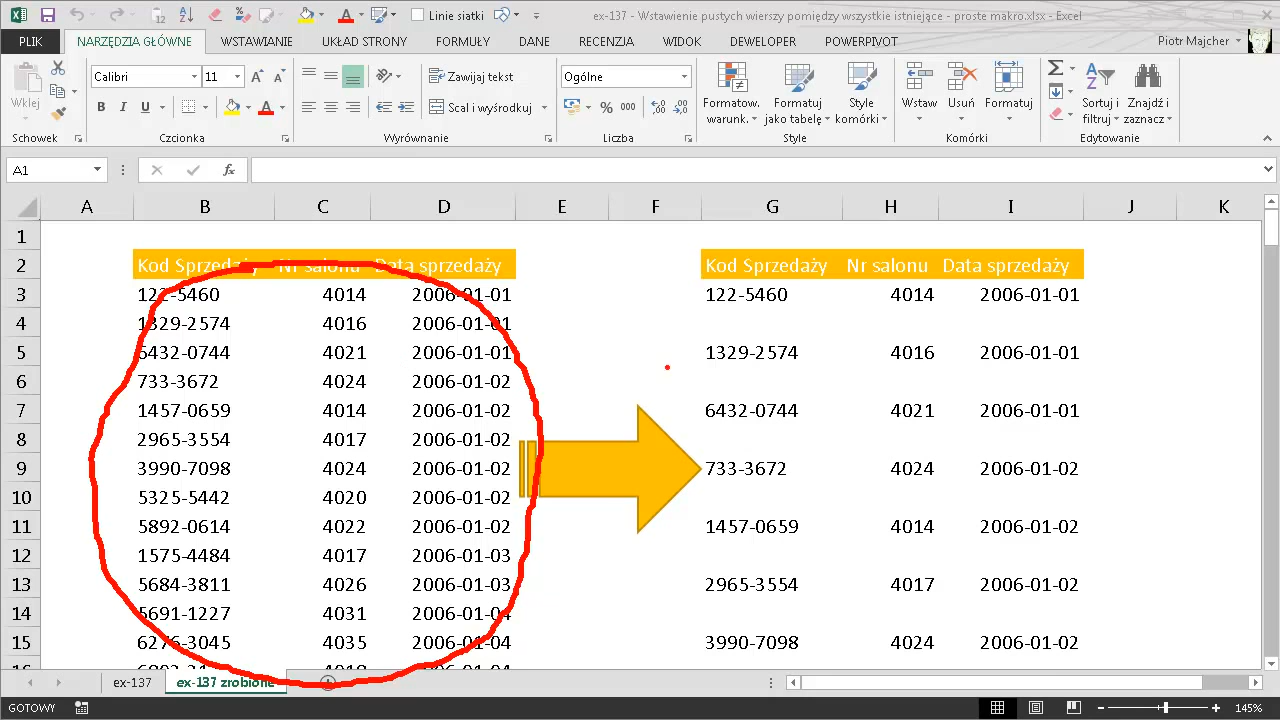 ex-137 - Wstawianie pustych wierszy pomiędzy wszystkie istniejące - proste makro.xlsm - Excel
PLIK NARZĘDZIA GŁÓWNE WSTAWIANIE UKŁAD STRONY FORMUŁY DANE RECENZJA WIDOK DEWELOPER POWERPIVOT Piotr Majcher
Wklej
Calibri 11
Zawijaj tekst
Ogólne
B I U
Scal i wyśrodkuj
% 000
Formatow. warunk.
Formatuj jako tabelę
Style komórki
Wstaw Usuń Formatuj
Sortuj i filtruj
Znajdź i zaznacz
Listwa siatki
Schowek Czcionka Wyrównanie Liczba Style Komórki Edytowanie
A1 fx
A B C D E F G H I J K
1
2 Kod Sprzedaży Nr salonu Data sprzedaży Kod Sprzedaży Nr salonu Data sprzedaży
3 122-5460 4014 2006-01-01 122-5460 4014 2006-01-01
4 1329-2574 4016 2006-01-01
5 6432-0744 4021 2006-01-01 1329-2574 4016 2006-01-01
6 733-3672 4024 2006-01-02
7 1457-0659 4014 2006-01-02 6432-0744 4021 2006-01-01
8 2965-3554 4017 2006-01-02
9 3990-7098 4024 2006-01-02 733-3672 4024 2006-01-02
10 5325-5442 4020 2006-01-02
11 5892-0614 4022 2006-01-02 1457-0659 4014 2006-01-02
12 1575-4484 4017 2006-01-03
13 5684-3811 4026 2006-01-03 2965-3554 4017 2006-01-02
14 5691-1227 4031 2006-01-04
15 6276-3045 4035 2006-01-04 3990-7098 4024 2006-01-02
ex-137 ex-137 zrobione
GOTOWY 145%